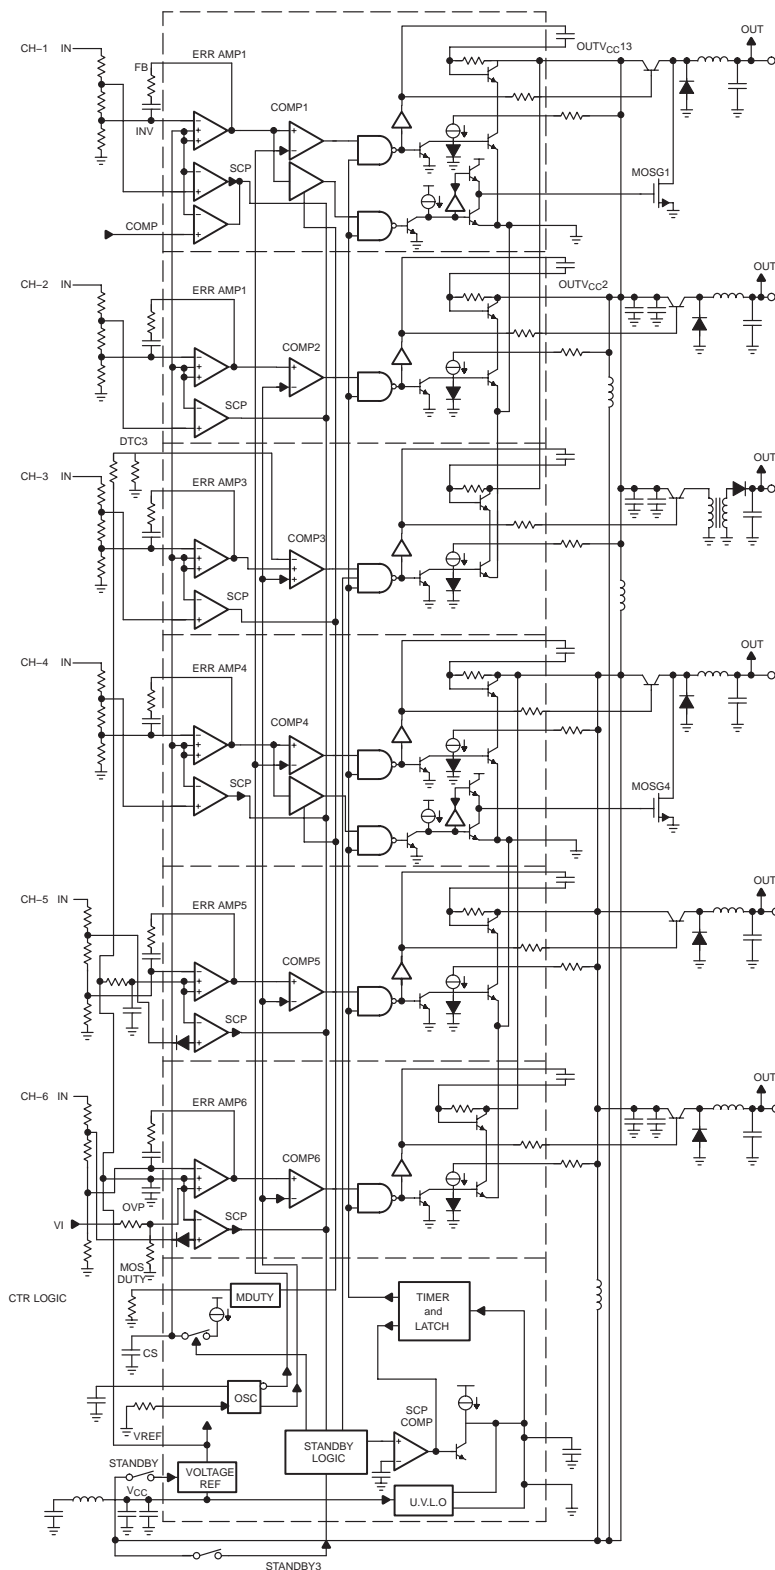 CH–1 IN
ERR AMP1
FB
INV
COMP1
SCP
COMP
OUTVCC13
OUT
MOSG1
CH–2 IN
ERR AMP1
COMP2
SCP
OUTVCC2
OUT
DTC3
CH–3 IN
ERR AMP3
COMP3
SCP
OUT
CH–4 IN
ERR AMP4
COMP4
SCP
OUT
MOSG4
CH–5 IN
ERR AMP5
COMP5
SCP
OUT
CH–6 IN
ERR AMP6
COMP6
SCP
OUT
OVP
VI
MOS
DUTY
CTR LOGIC
MDUTY
TIMER
and
LATCH
CS
OSC
VREF
SCP
COMP
STANDBY
LOGIC
STANDBY
VOLTAGE
REF
VCC
U.V.L.O
STANDBY3